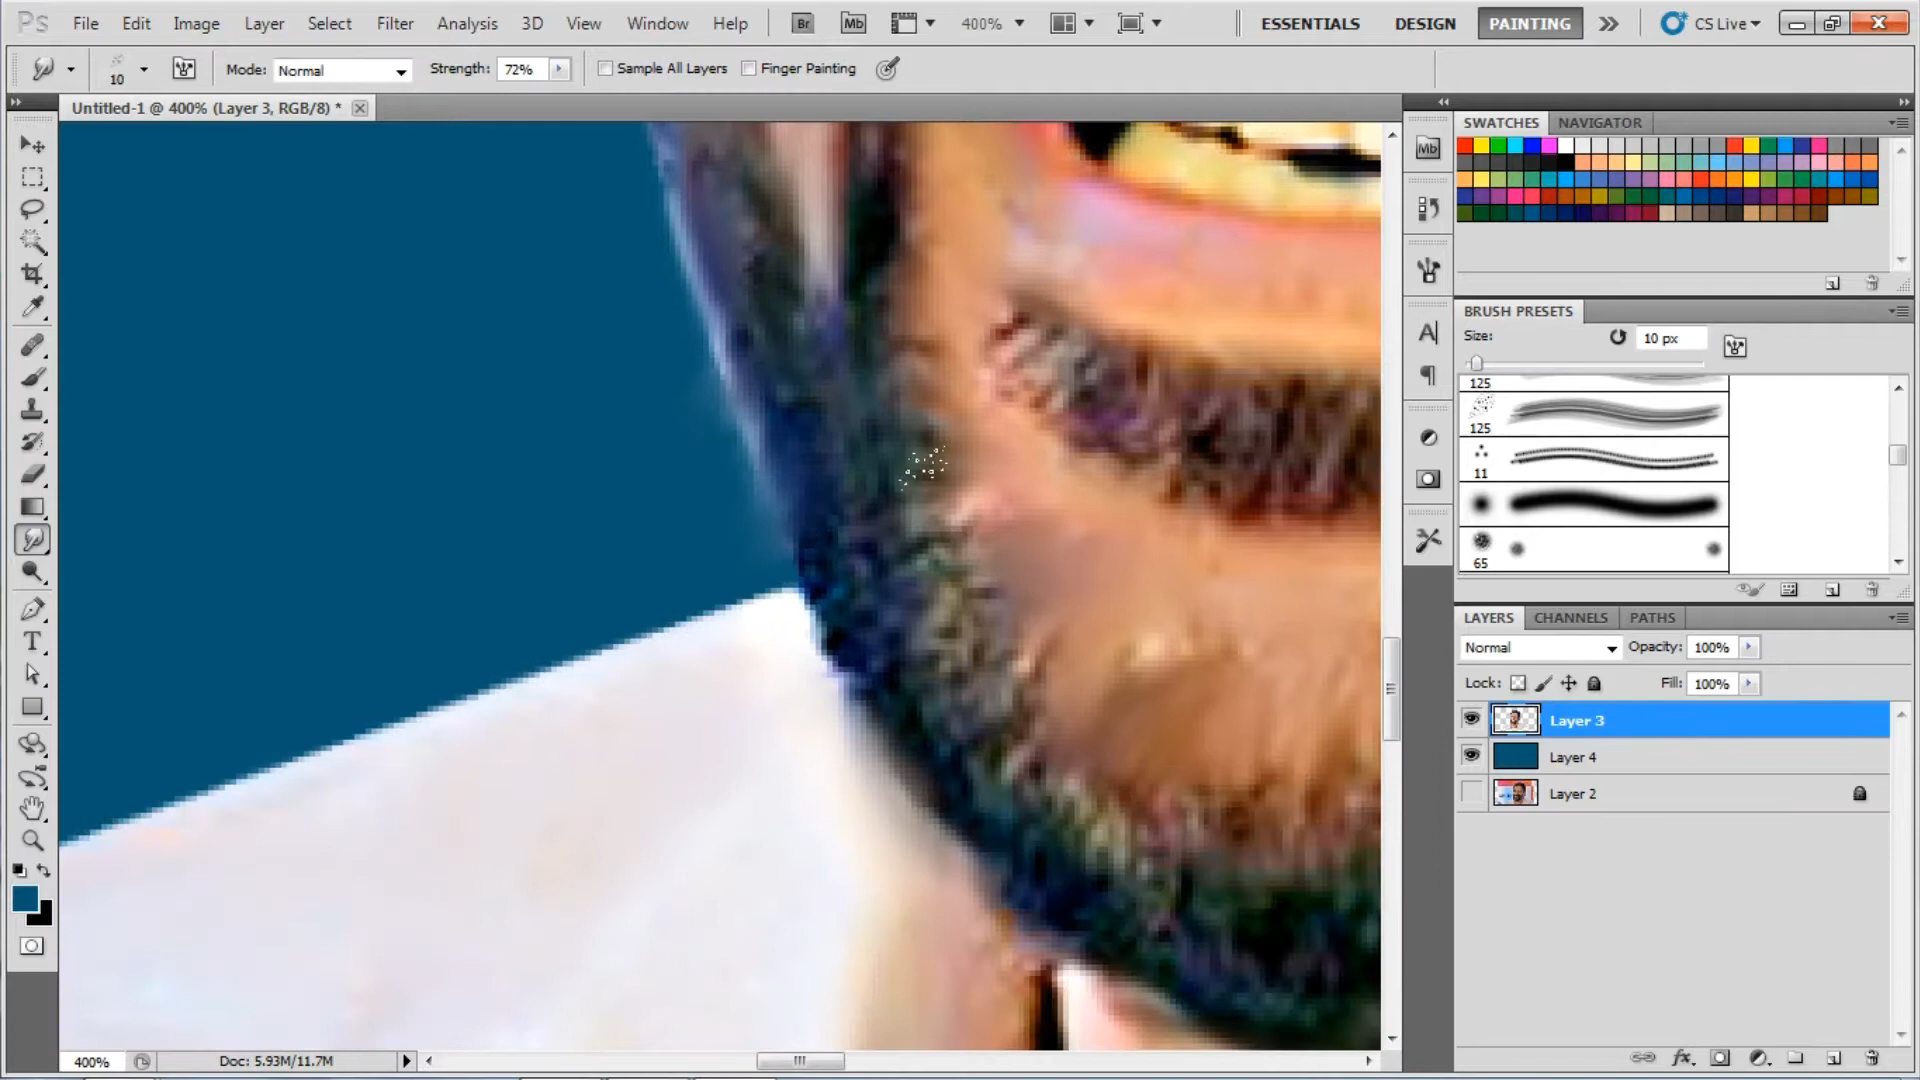 Ps File Edit Image Layer Select Filter Analysis 3D View Window Help Br Mb 400% ESSENTIALS DESIGN PAINTING CS Live
10 Mode: Normal Strength: 72% Sample All Layers Finger Painting
Untitled-1 @ 400% (Layer 3, RGB/8) *
SWATCHES NAVIGATOR
Mb
BRUSH PRESETS
Size: 10 px
125
125
11
65
LAYERS CHANNELS PATHS
Normal Opacity: 100%
Lock: Fill: 100%
Layer 3
Layer 4
Layer 2
400% Doc: 5.93M/11.7M